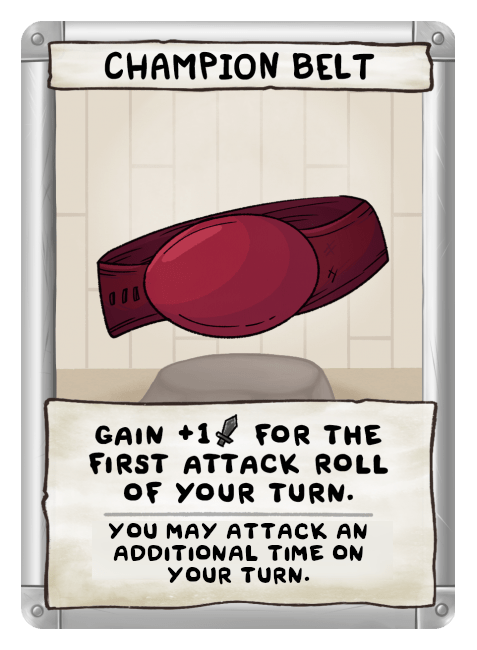 CHAMPION BELT
GAIN +1 FOR THE
FIRST ATTACK ROLL
OF YOUR TURN.
YOU MAY ATTACK AN
ADDITIONAL TIME ON
YOUR TURN.